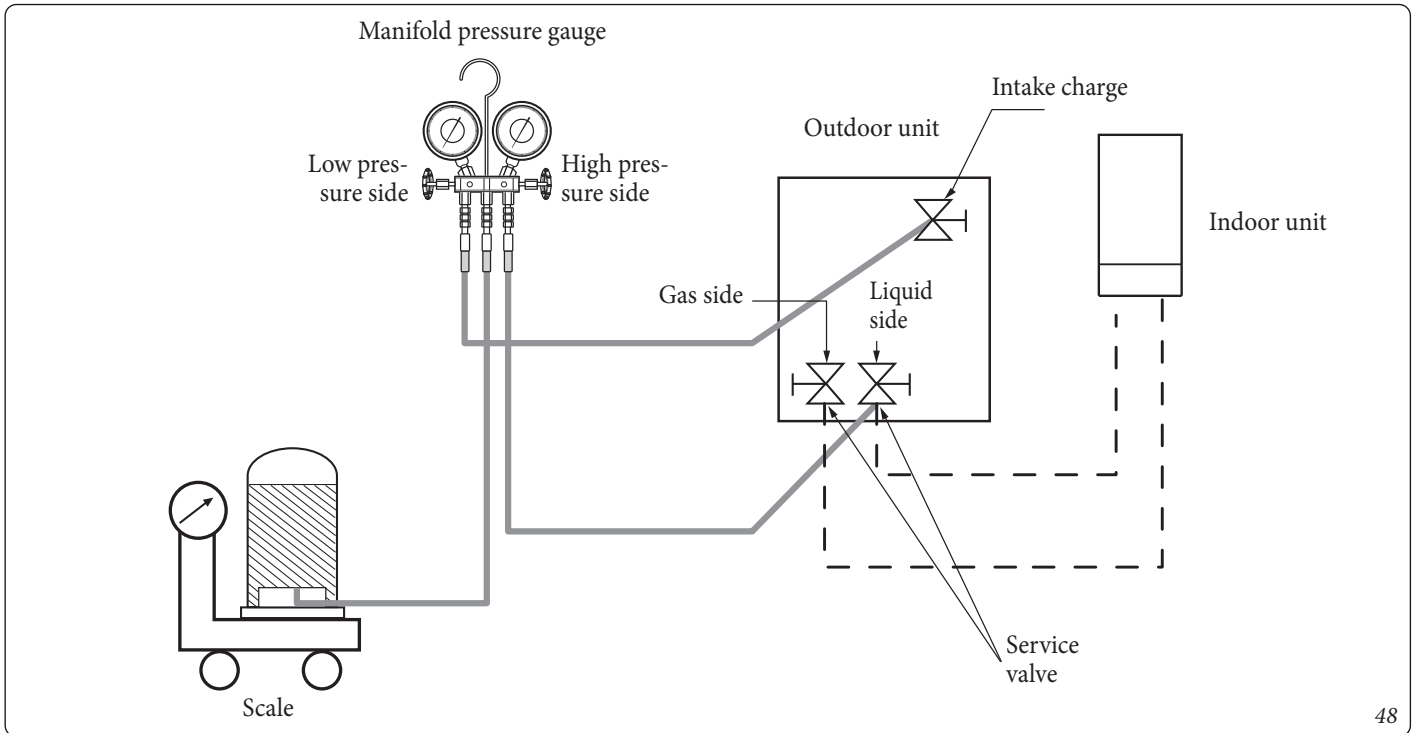 Manifold pressure gauge
Intake charge
Outdoor unit
Low pres-
sure side
High pres-
sure side
Indoor unit
Gas side
Liquid
side
Service
valve
Scale
48